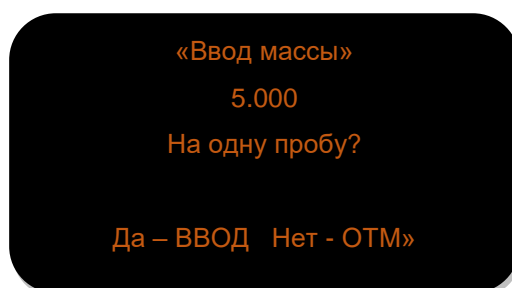 «Ввод массы»
5.000
На одну пробу?
Да – ВВОД   Нет - ОТМ»